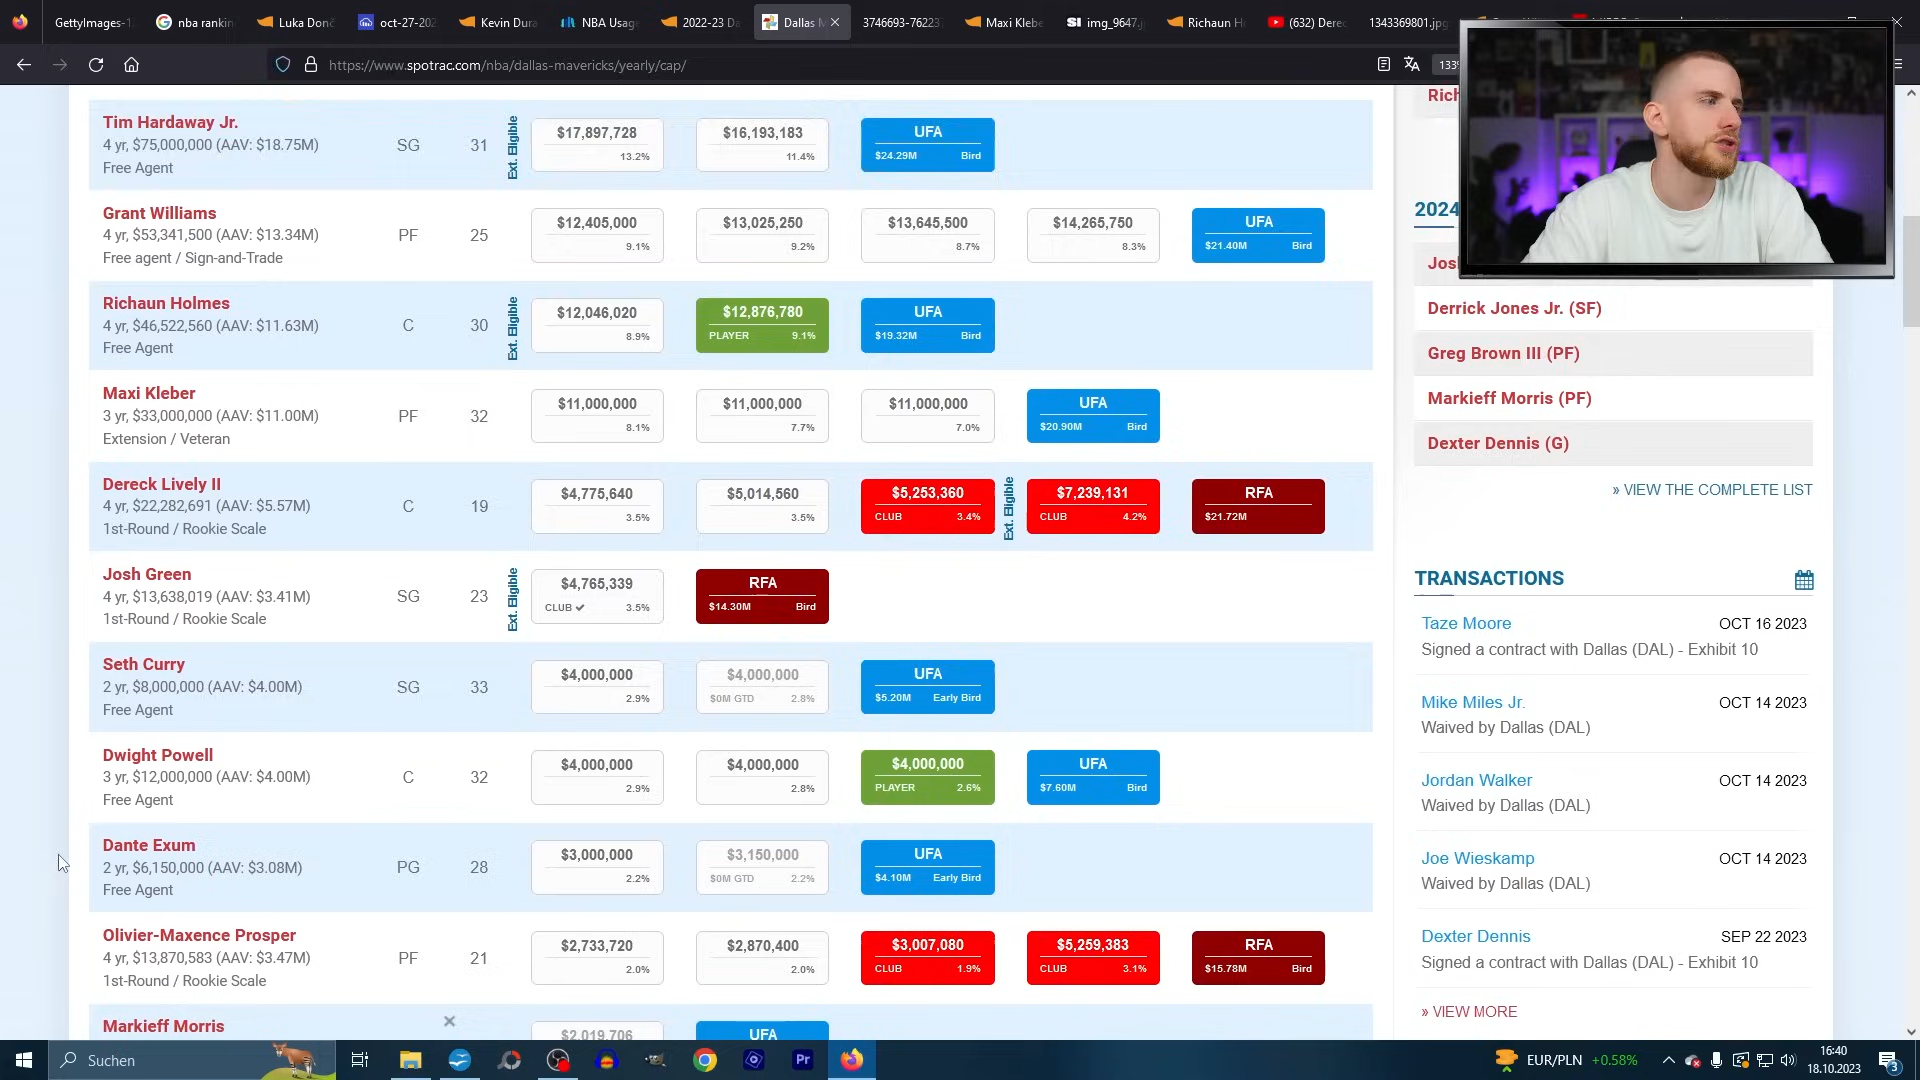 GettyImages-1
nba rankin
Luka Donč
oct-27-202
Kevin Dura
NBA Usag
2022-23 Da
Dallas M
3746693-76223
Maxi Klebe
SI img_9647.j
Richaun H
(632) Derec
1343369801.jpg
https://www.spotrac.com/nba/dallas-mavericks/yearly/cap/
133%
Tim Hardaway Jr.
4 yr, $75,000,000 (AAV: $18.75M)
Free Agent
SG
31
Ext. Eligible
$17,897,728
13.2%
$16,193,183
11.4%
UFA
$24.29M Bird
Grant Williams
4 yr, $53,341,500 (AAV: $13.34M)
Free agent / Sign-and-Trade
PF
25
$12,405,000
9.1%
$13,025,250
9.2%
$13,645,500
8.7%
$14,265,750
8.3%
UFA
$21.40M Bird
Richaun Holmes
4 yr, $46,522,560 (AAV: $11.63M)
Free Agent
C
30
Ext. Eligible
$12,046,020
8.9%
$12,876,780
PLAYER 9.1%
UFA
$19.32M Bird
Maxi Kleber
3 yr, $33,000,000 (AAV: $11.00M)
Extension / Veteran
PF
32
$11,000,000
8.1%
$11,000,000
7.7%
$11,000,000
7.0%
UFA
$20.90M Bird
Dereck Lively II
4 yr, $22,282,691 (AAV: $5.57M)
1st-Round / Rookie Scale
C
19
$4,775,640
3.5%
$5,014,560
3.5%
$5,253,360
CLUB 3.4%
Ext. Eligible
$7,239,131
CLUB 4.2%
RFA
$21.72M
Josh Green
4 yr, $13,638,019 (AAV: $3.41M)
1st-Round / Rookie Scale
SG
23
Ext. Eligible
$4,765,339
CLUB ✔ 3.5%
RFA
$14.30M Bird
Seth Curry
2 yr, $8,000,000 (AAV: $4.00M)
Free Agent
SG
33
$4,000,000
2.9%
$4,000,000
$0M GTD 2.8%
UFA
$5.20M Early Bird
Dwight Powell
3 yr, $12,000,000 (AAV: $4.00M)
Free Agent
C
32
$4,000,000
2.9%
$4,000,000
2.8%
$4,000,000
PLAYER 2.6%
UFA
$7.60M Bird
Dante Exum
2 yr, $6,150,000 (AAV: $3.08M)
Free Agent
PG
28
$3,000,000
2.2%
$3,150,000
$0M GTD 2.2%
UFA
$4.10M Early Bird
Olivier-Maxence Prosper
4 yr, $13,870,583 (AAV: $3.47M)
1st-Round / Rookie Scale
PF
21
$2,733,720
2.0%
$2,870,400
2.0%
$3,007,080
CLUB 1.9%
$5,259,383
CLUB 3.1%
RFA
$15.78M Bird
Markieff Morris
$2,019,706
UFA
Rich
2024
Jos
Derrick Jones Jr. (SF)
Greg Brown III (PF)
Markieff Morris (PF)
Dexter Dennis (G)
» VIEW THE COMPLETE LIST
TRANSACTIONS
Taze Moore OCT 16 2023
Signed a contract with Dallas (DAL) - Exhibit 10
Mike Miles Jr. OCT 14 2023
Waived by Dallas (DAL)
Jordan Walker OCT 14 2023
Waived by Dallas (DAL)
Joe Wieskamp OCT 14 2023
Waived by Dallas (DAL)
Dexter Dennis SEP 22 2023
Signed a contract with Dallas (DAL) - Exhibit 10
» VIEW MORE
Suchen
Pr
EUR/PLN +0.58%
16:40
18.10.2023
3